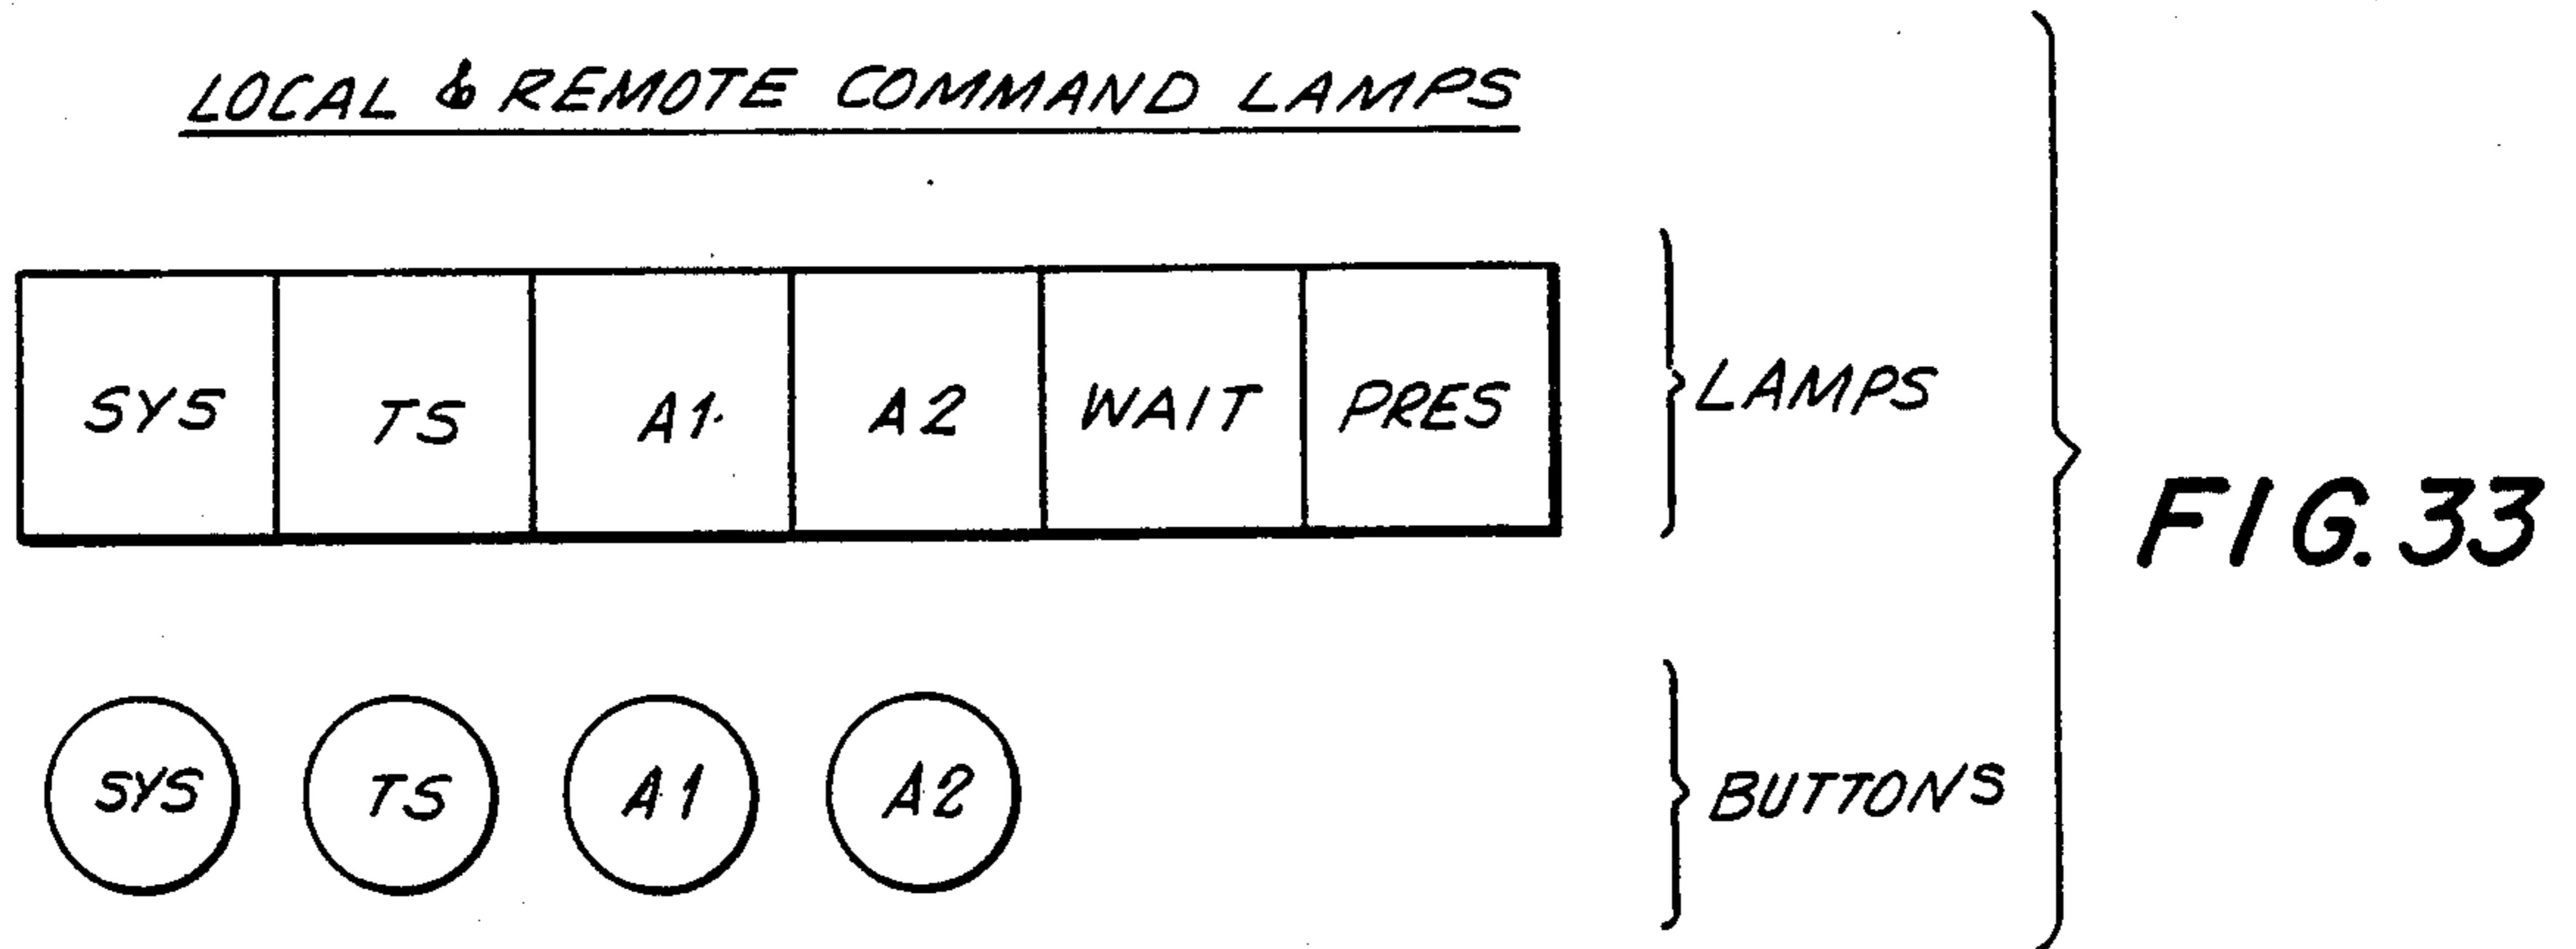 LOCAL & REMOTE COMMAND LAMPS
SYS TS A1 A2 WAIT PRES
LAMPS
FIG. 33
SYS TS A1 A2
BUTTONS